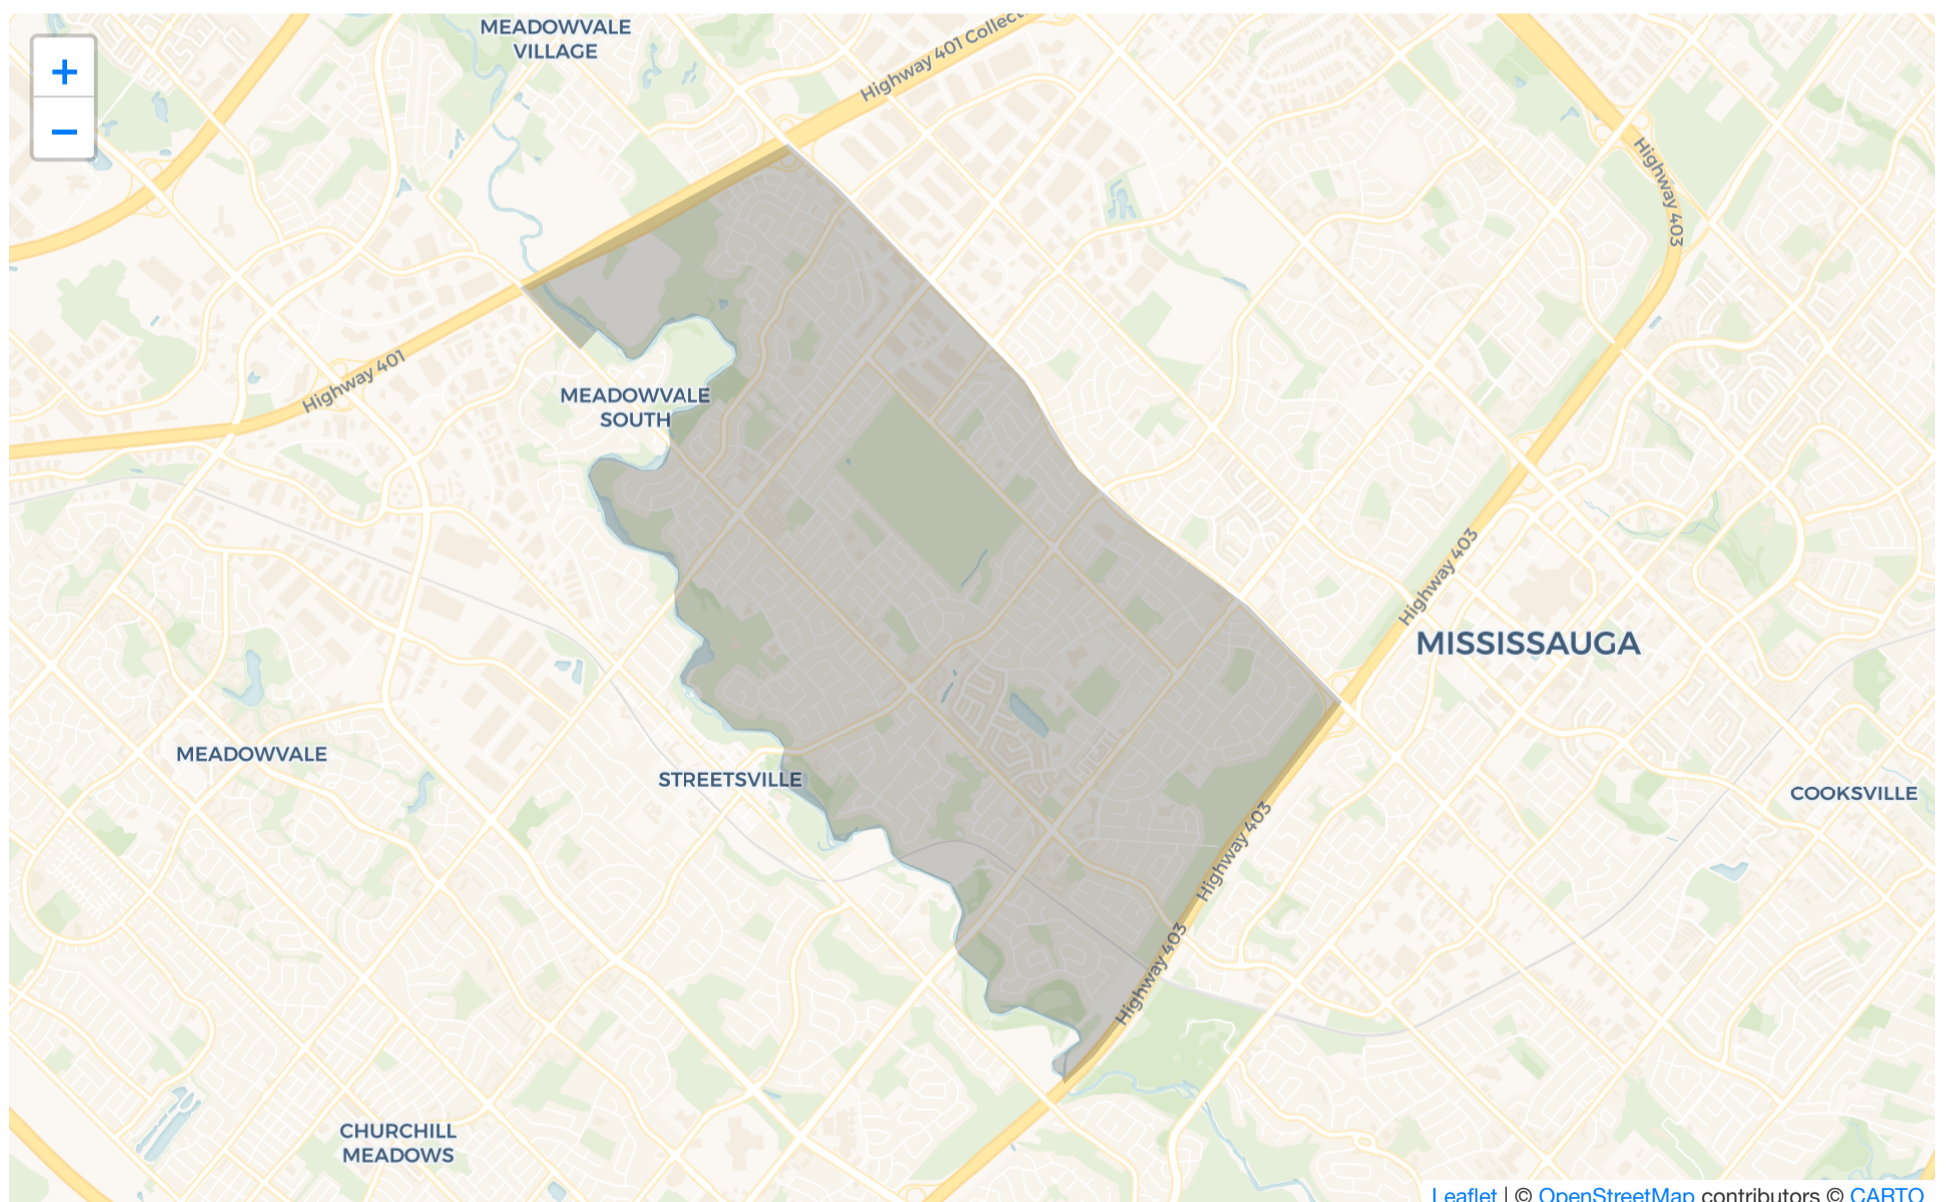 MEADOWVALE
VILLAGE
Highway 401 Collect
+
−
Highway 403
Highway 401
MEADOWVALE
SOUTH
Highway 403
MISSISSAUGA
MEADOWVALE
STREETSVILLE
COOKSVILLE
Highway 403
Highway 403
CHURCHILL
MEADOWS
Leaflet | © OpenStreetMap contributors © CARTO